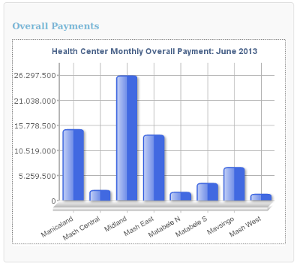 Overall Payments
Health Center Monthly Overall Payment: June 2013
26.297.500
21.038.000
15.778.500
10.519.000
5.259.500
0
Manicaland
Mash Central
Midland
Mash East
Matabele N
Matabele S
Masvingo
Mash West